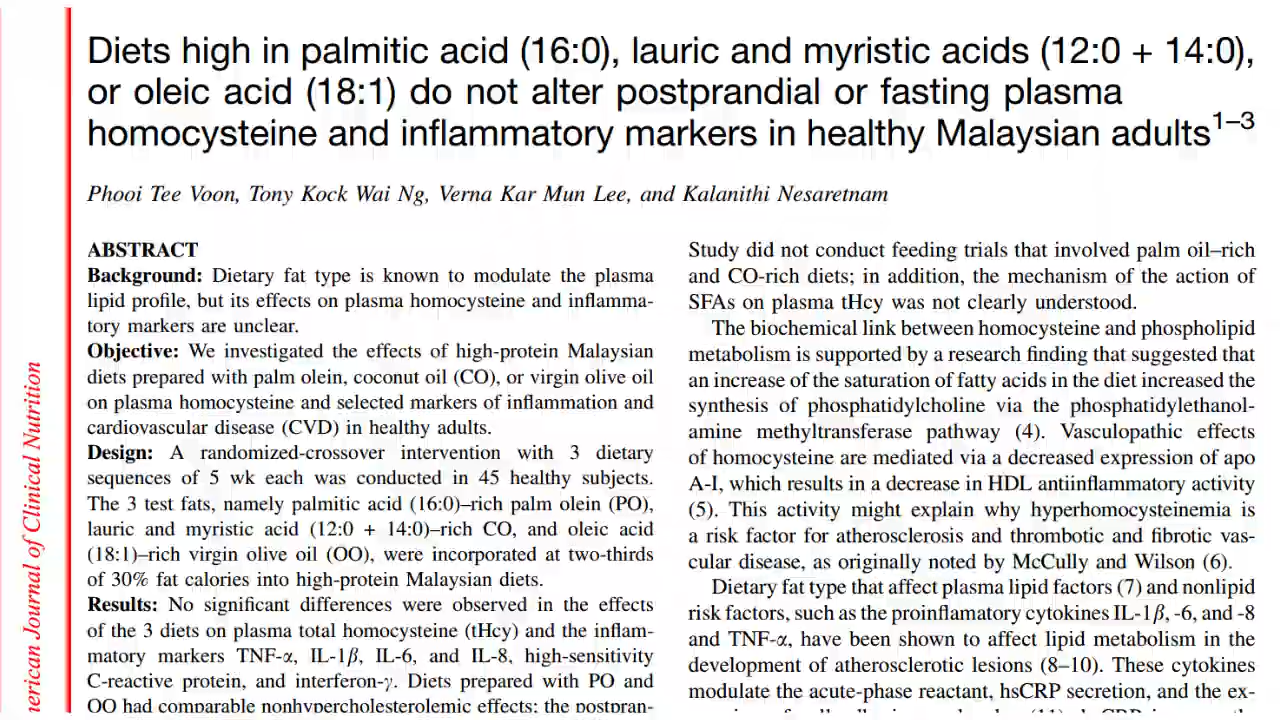 Diets high in palmitic acid (16:0), lauric and myristic acids (12:0 + 14:0),
or oleic acid (18:1) do not alter postprandial or fasting plasma
homocysteine and inflammatory markers in healthy Malaysian adults1–3
Phooi Tee Voon, Tony Kock Wai Ng, Verna Kar Mun Lee, and Kalanithi Nesaretnam
ABSTRACT
Background: Dietary fat type is known to modulate the plasma
lipid profile, but its effects on plasma homocysteine and inflamma-
tory markers are unclear.
Objective: We investigated the effects of high-protein Malaysian
diets prepared with palm olein, coconut oil (CO), or virgin olive oil
on plasma homocysteine and selected markers of inflammation and
cardiovascular disease (CVD) in healthy adults.
Design: A randomized-crossover intervention with 3 dietary
sequences of 5 wk each was conducted in 45 healthy subjects.
The 3 test fats, namely palmitic acid (16:0)–rich palm olein (PO),
lauric and myristic acid (12:0 + 14:0)–rich CO, and oleic acid
(18:1)–rich virgin olive oil (OO), were incorporated at two-thirds
of 30% fat calories into high-protein Malaysian diets.
Results: No significant differences were observed in the effects
of the 3 diets on plasma total homocysteine (tHcy) and the inflam-
matory markers TNF-α, IL-1β, IL-6, and IL-8, high-sensitivity
C-reactive protein, and interferon-γ. Diets prepared with PO and
OO had comparable nonhypercholesterolemic effects; the postpran-
Study did not conduct feeding trials that involved palm oil–rich
and CO-rich diets; in addition, the mechanism of the action of
SFAs on plasma tHcy was not clearly understood.
The biochemical link between homocysteine and phospholipid
metabolism is supported by a research finding that suggested that
an increase of the saturation of fatty acids in the diet increased the
synthesis of phosphatidylcholine via the phosphatidylethanol-
amine methyltransferase pathway (4). Vasculopathic effects
of homocysteine are mediated via a decreased expression of apo
A-I, which results in a decrease in HDL antiinflammatory activity
(5). This activity might explain why hyperhomocysteinemia is
a risk factor for atherosclerosis and thrombotic and fibrotic vas-
cular disease, as originally noted by McCully and Wilson (6).
Dietary fat type that affect plasma lipid factors (7) and nonlipid
risk factors, such as the proinflamatory cytokines IL-1β, -6, and -8
and TNF-α, have been shown to affect lipid metabolism in the
development of atherosclerotic lesions (8–10). These cytokines
modulate the acute-phase reactant, hsCRP secretion, and the ex-
nerican Journal of Clinical Nutrition